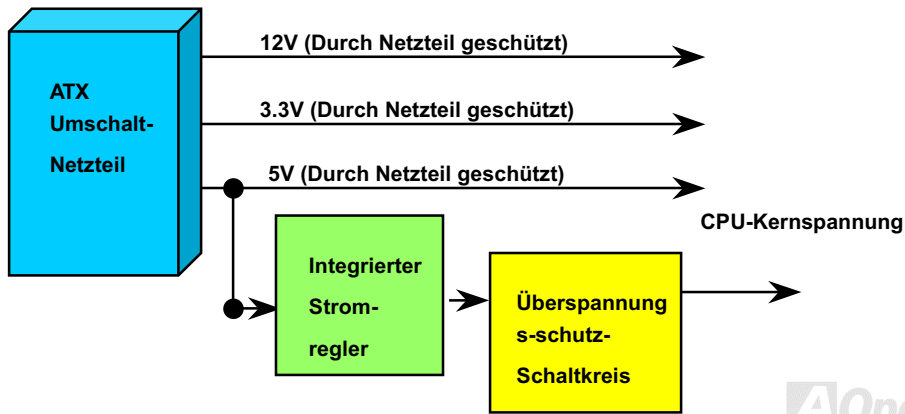 12V (Durch Netzteil geschützt)
ATX
Umschalt-
Netzteil
3.3V (Durch Netzteil geschützt)
5V (Durch Netzteil geschützt)
CPU-Kernspannung
Integrierter
Strom-
regler
Überspannung
s-schutz-
Schaltkreis